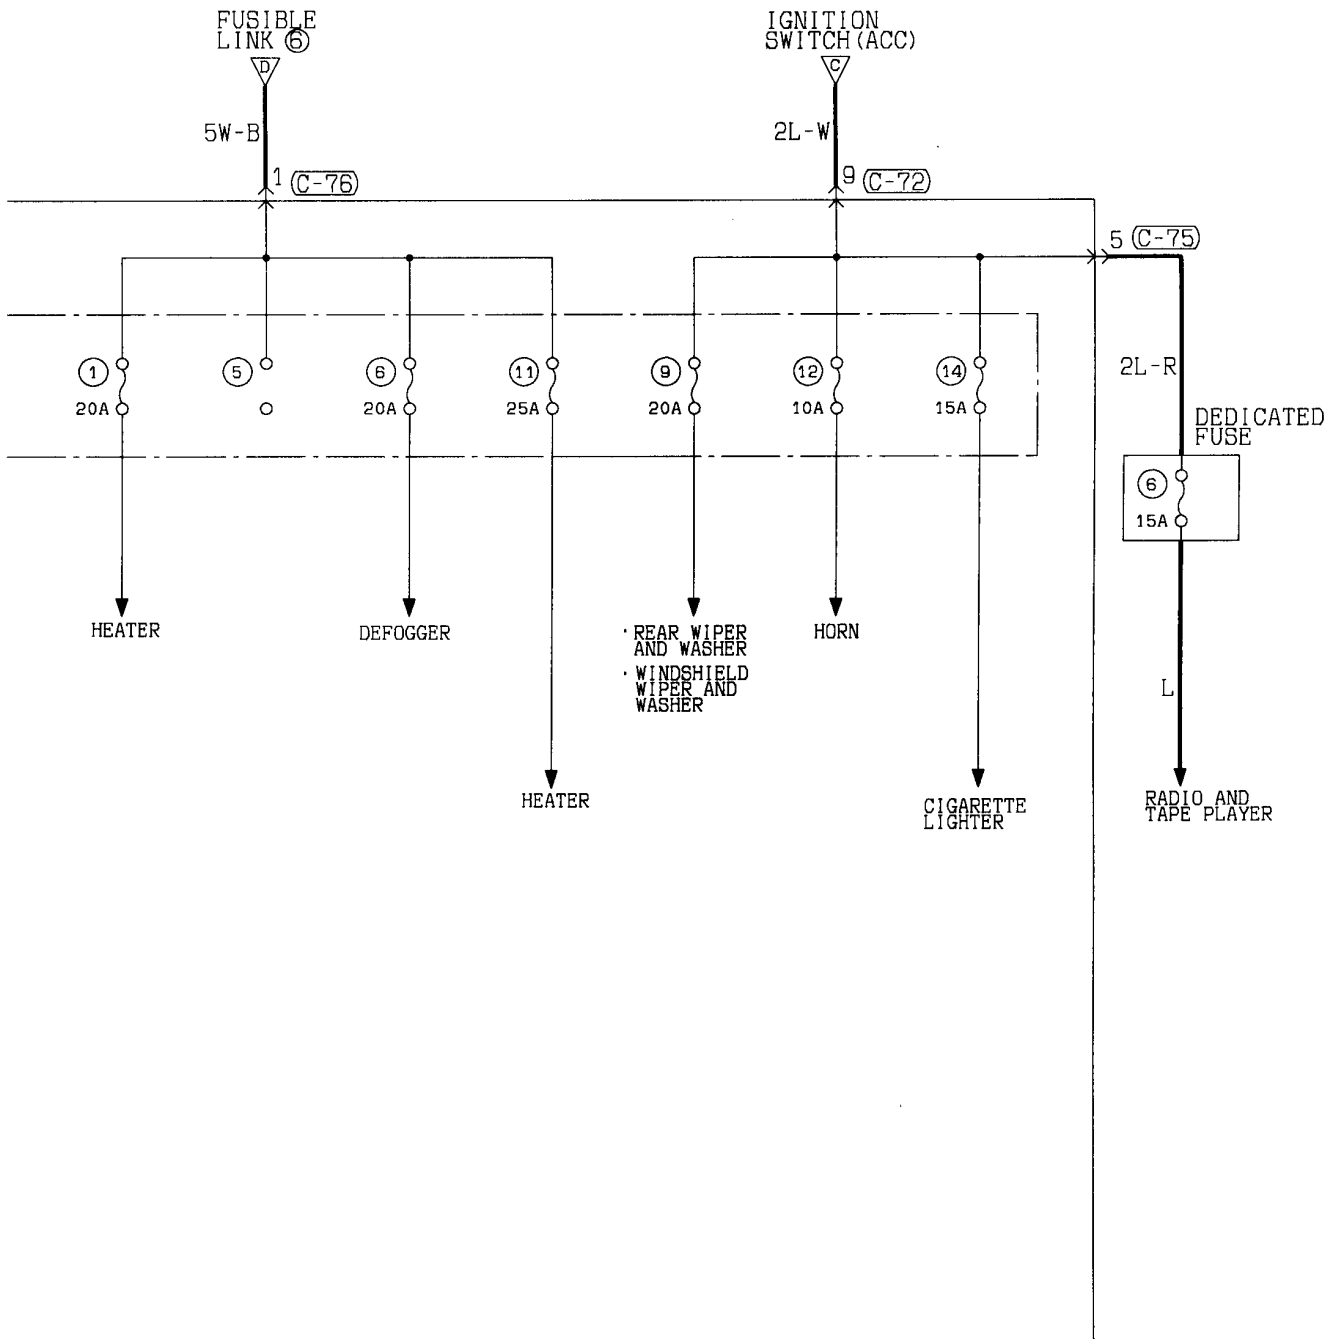 FUSIBLE
LINK ⑥
D
5W-B
1 (C-76)
IGNITION
SWITCH(ACC)
C
2L-W
9 (C-72)
5 (C-75)
2L-R
DEDICATED
FUSE
1
20A
5
6
20A
11
25A
9
20A
12
10A
14
15A
6
15A
HEATER
DEFOGGER
HEATER
· REAR WIPER
AND WASHER
· WINDSHIELD
WIPER AND
WASHER
HORN
CIGARETTE
LIGHTER
L
RADIO AND
TAPE PLAYER